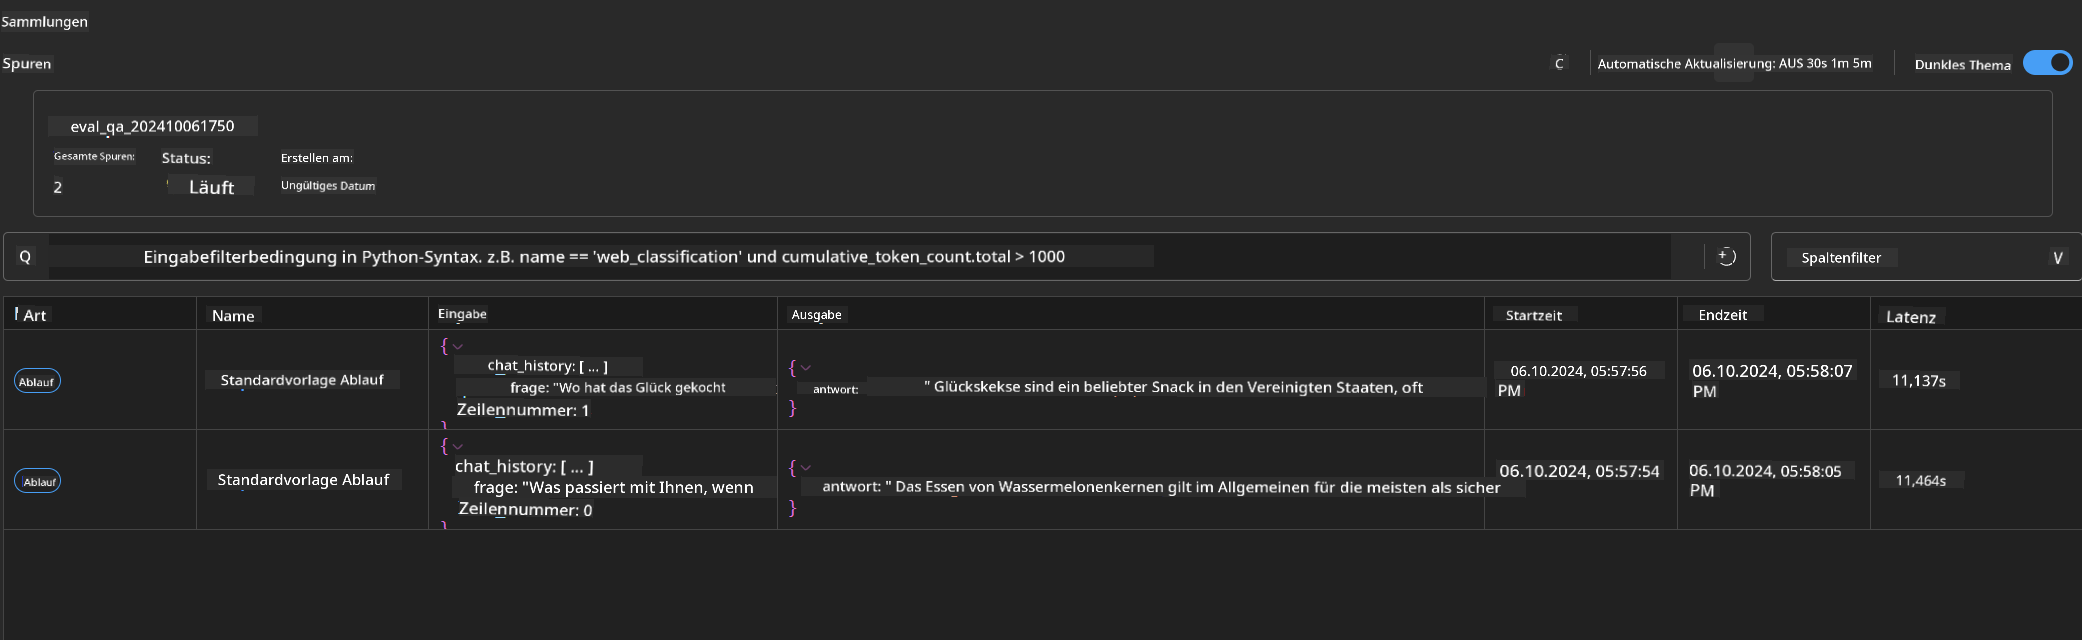 Sammlungen
Spuren
C Automatische Aktualisierung: AUS 30s 1m 5m Dunkles Thema
eval_qa_202410061750
Gesamte Spuren: Status: Erstellen am:
2 Läuft Ungültiges Datum
Q Eingabefilterbedingung in Python-Syntax. z.B. name == 'web_classification' und cumulative_token_count.total > 1000 Spaltenfilter V
Art Name Eingabe Ausgabe Startzeit Endzeit Latenz
Ablauf Standardvorlage Ablauf
{
chat_history: [ ... ]
frage: "Wo hat das Glück gekocht
Zeilennummer: 1
}
{
antwort: " Glückskekse sind ein beliebter Snack in den Vereinigten Staaten, oft
}
06.10.2024, 05:57:56
PM
06.10.2024, 05:58:07
PM
11,137s
Ablauf Standardvorlage Ablauf
{
chat_history: [ ... ]
frage: "Was passiert mit Ihnen, wenn
Zeilennummer: 0
}
{
antwort: " Das Essen von Wassermelonenkernen gilt im Allgemeinen für die meisten als sicher
}
06.10.2024, 05:57:54
06.10.2024, 05:58:05
PM
11,464s